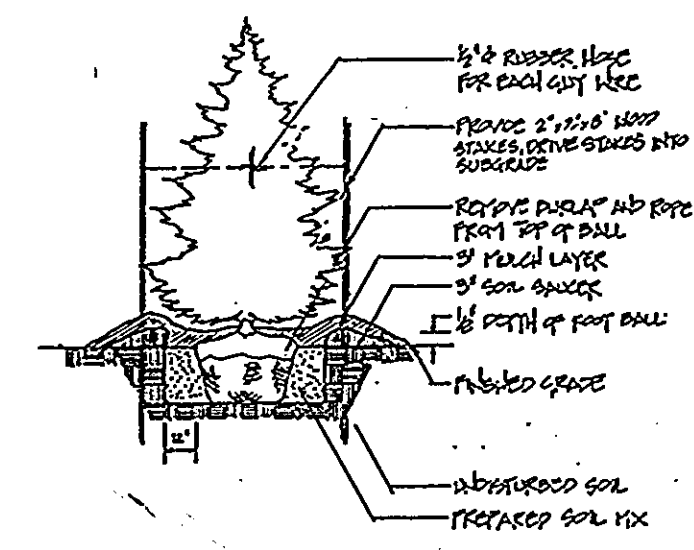 ½"Ø RUBBER HOSE
FOR EACH GUY WIRE
PROVIDE 2"x2"x8' WOOD
STAKES, DRIVE STAKES INTO
SUBGRADE
REMOVE BURLAP AND ROPE
FROM TOP OF BALL
3" MULCH LAYER
3" SOIL SAUCER
DEPTH OF ROOT BALL
FINISHED GRADE
12"
UNDISTURBED SOIL
PREPARED SOIL MIX